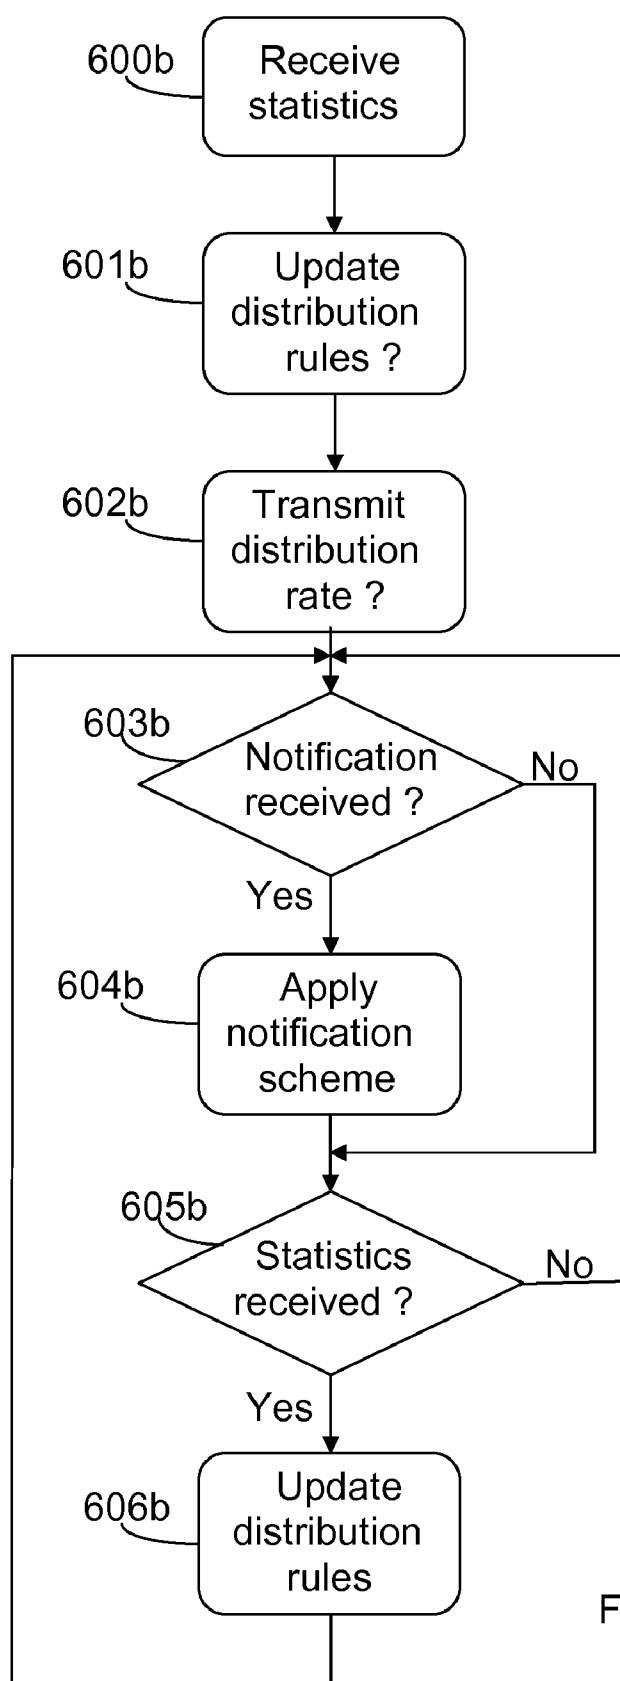 600b
Receive
statistics
601b
Update
distribution
rules ?
602b
Transmit
distribution
rate ?
603b
Notification
received ?
No
Yes
604b
Apply
notification
scheme
605b
Statistics
received ?
No
Yes
606b
Update
distribution
rules
F